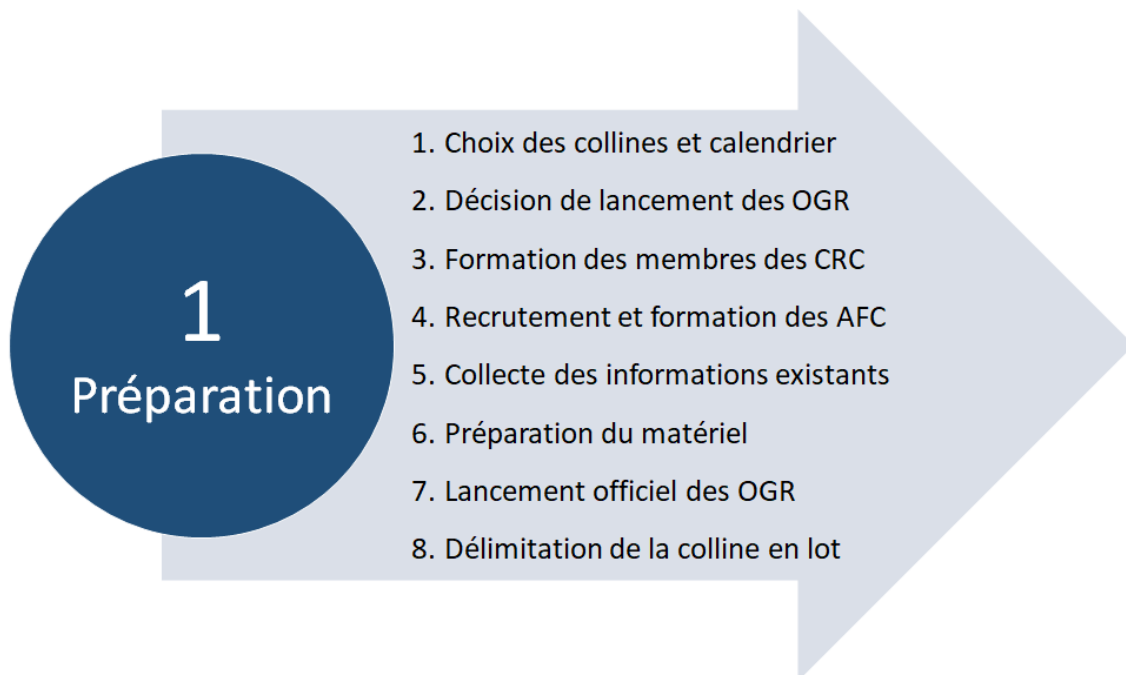 1
Préparation
1. Choix des collines et calendrier
2. Décision de lancement des OGR
3. Formation des membres des CRC
4. Recrutement et formation des AFC
5. Collecte des informations existants
6. Préparation du matériel
7. Lancement officiel des OGR
8. Délimitation de la colline en lot